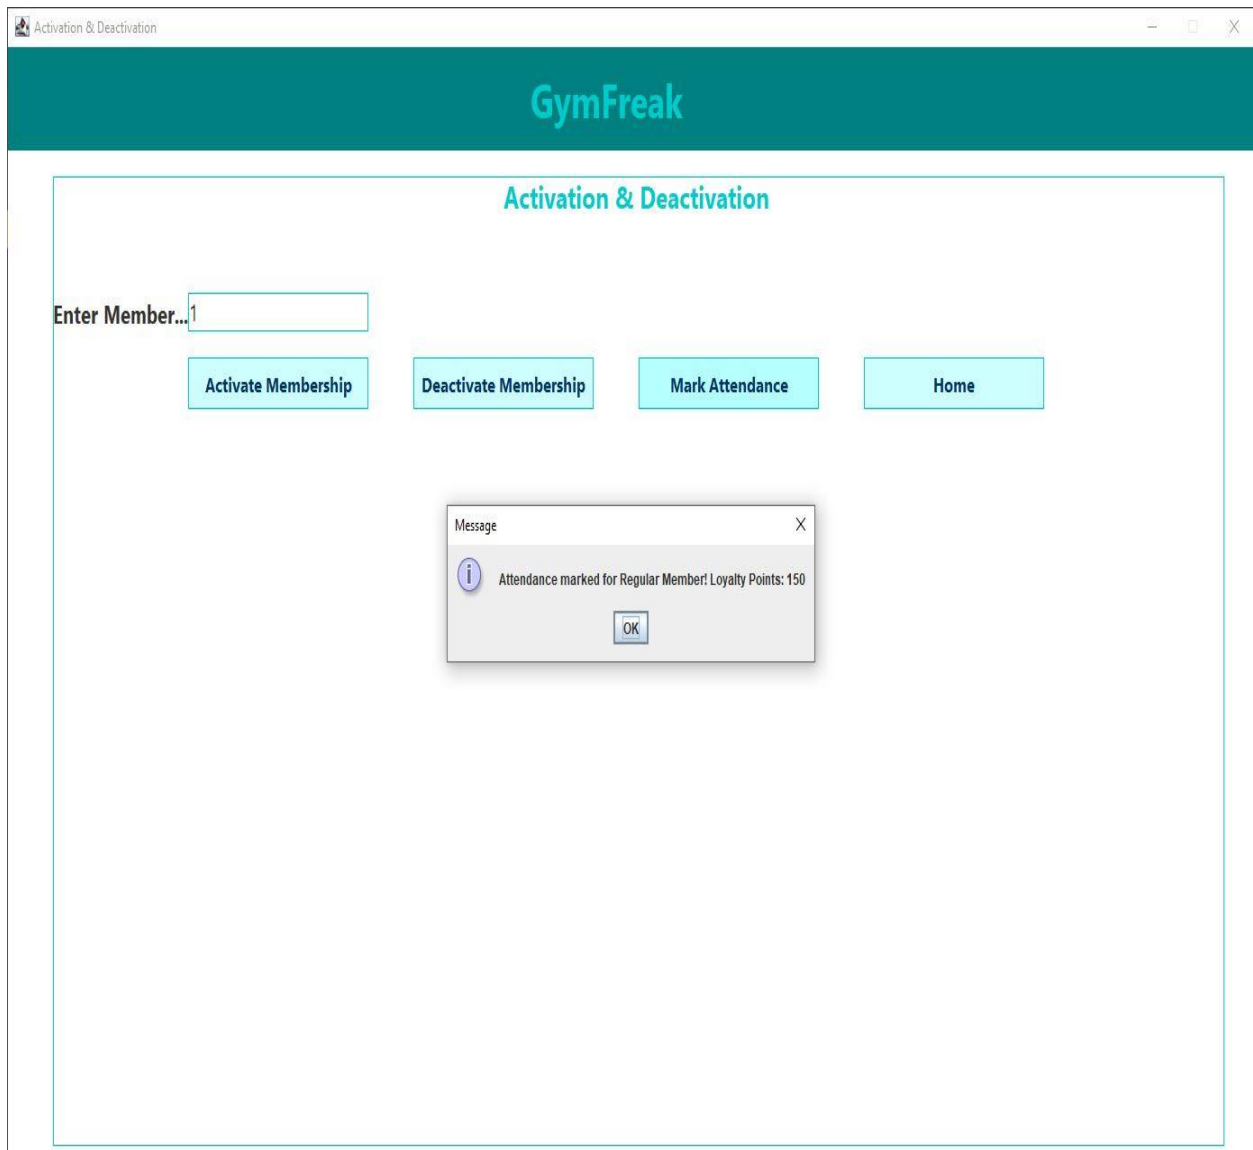 Activation & Deactivation
GymFreak
Activation & Deactivation
Enter Member... 1
Activate Membership Deactivate Membership Mark Attendance Home
Message
Attendance marked for Regular Member! Loyalty Points: 150
OK